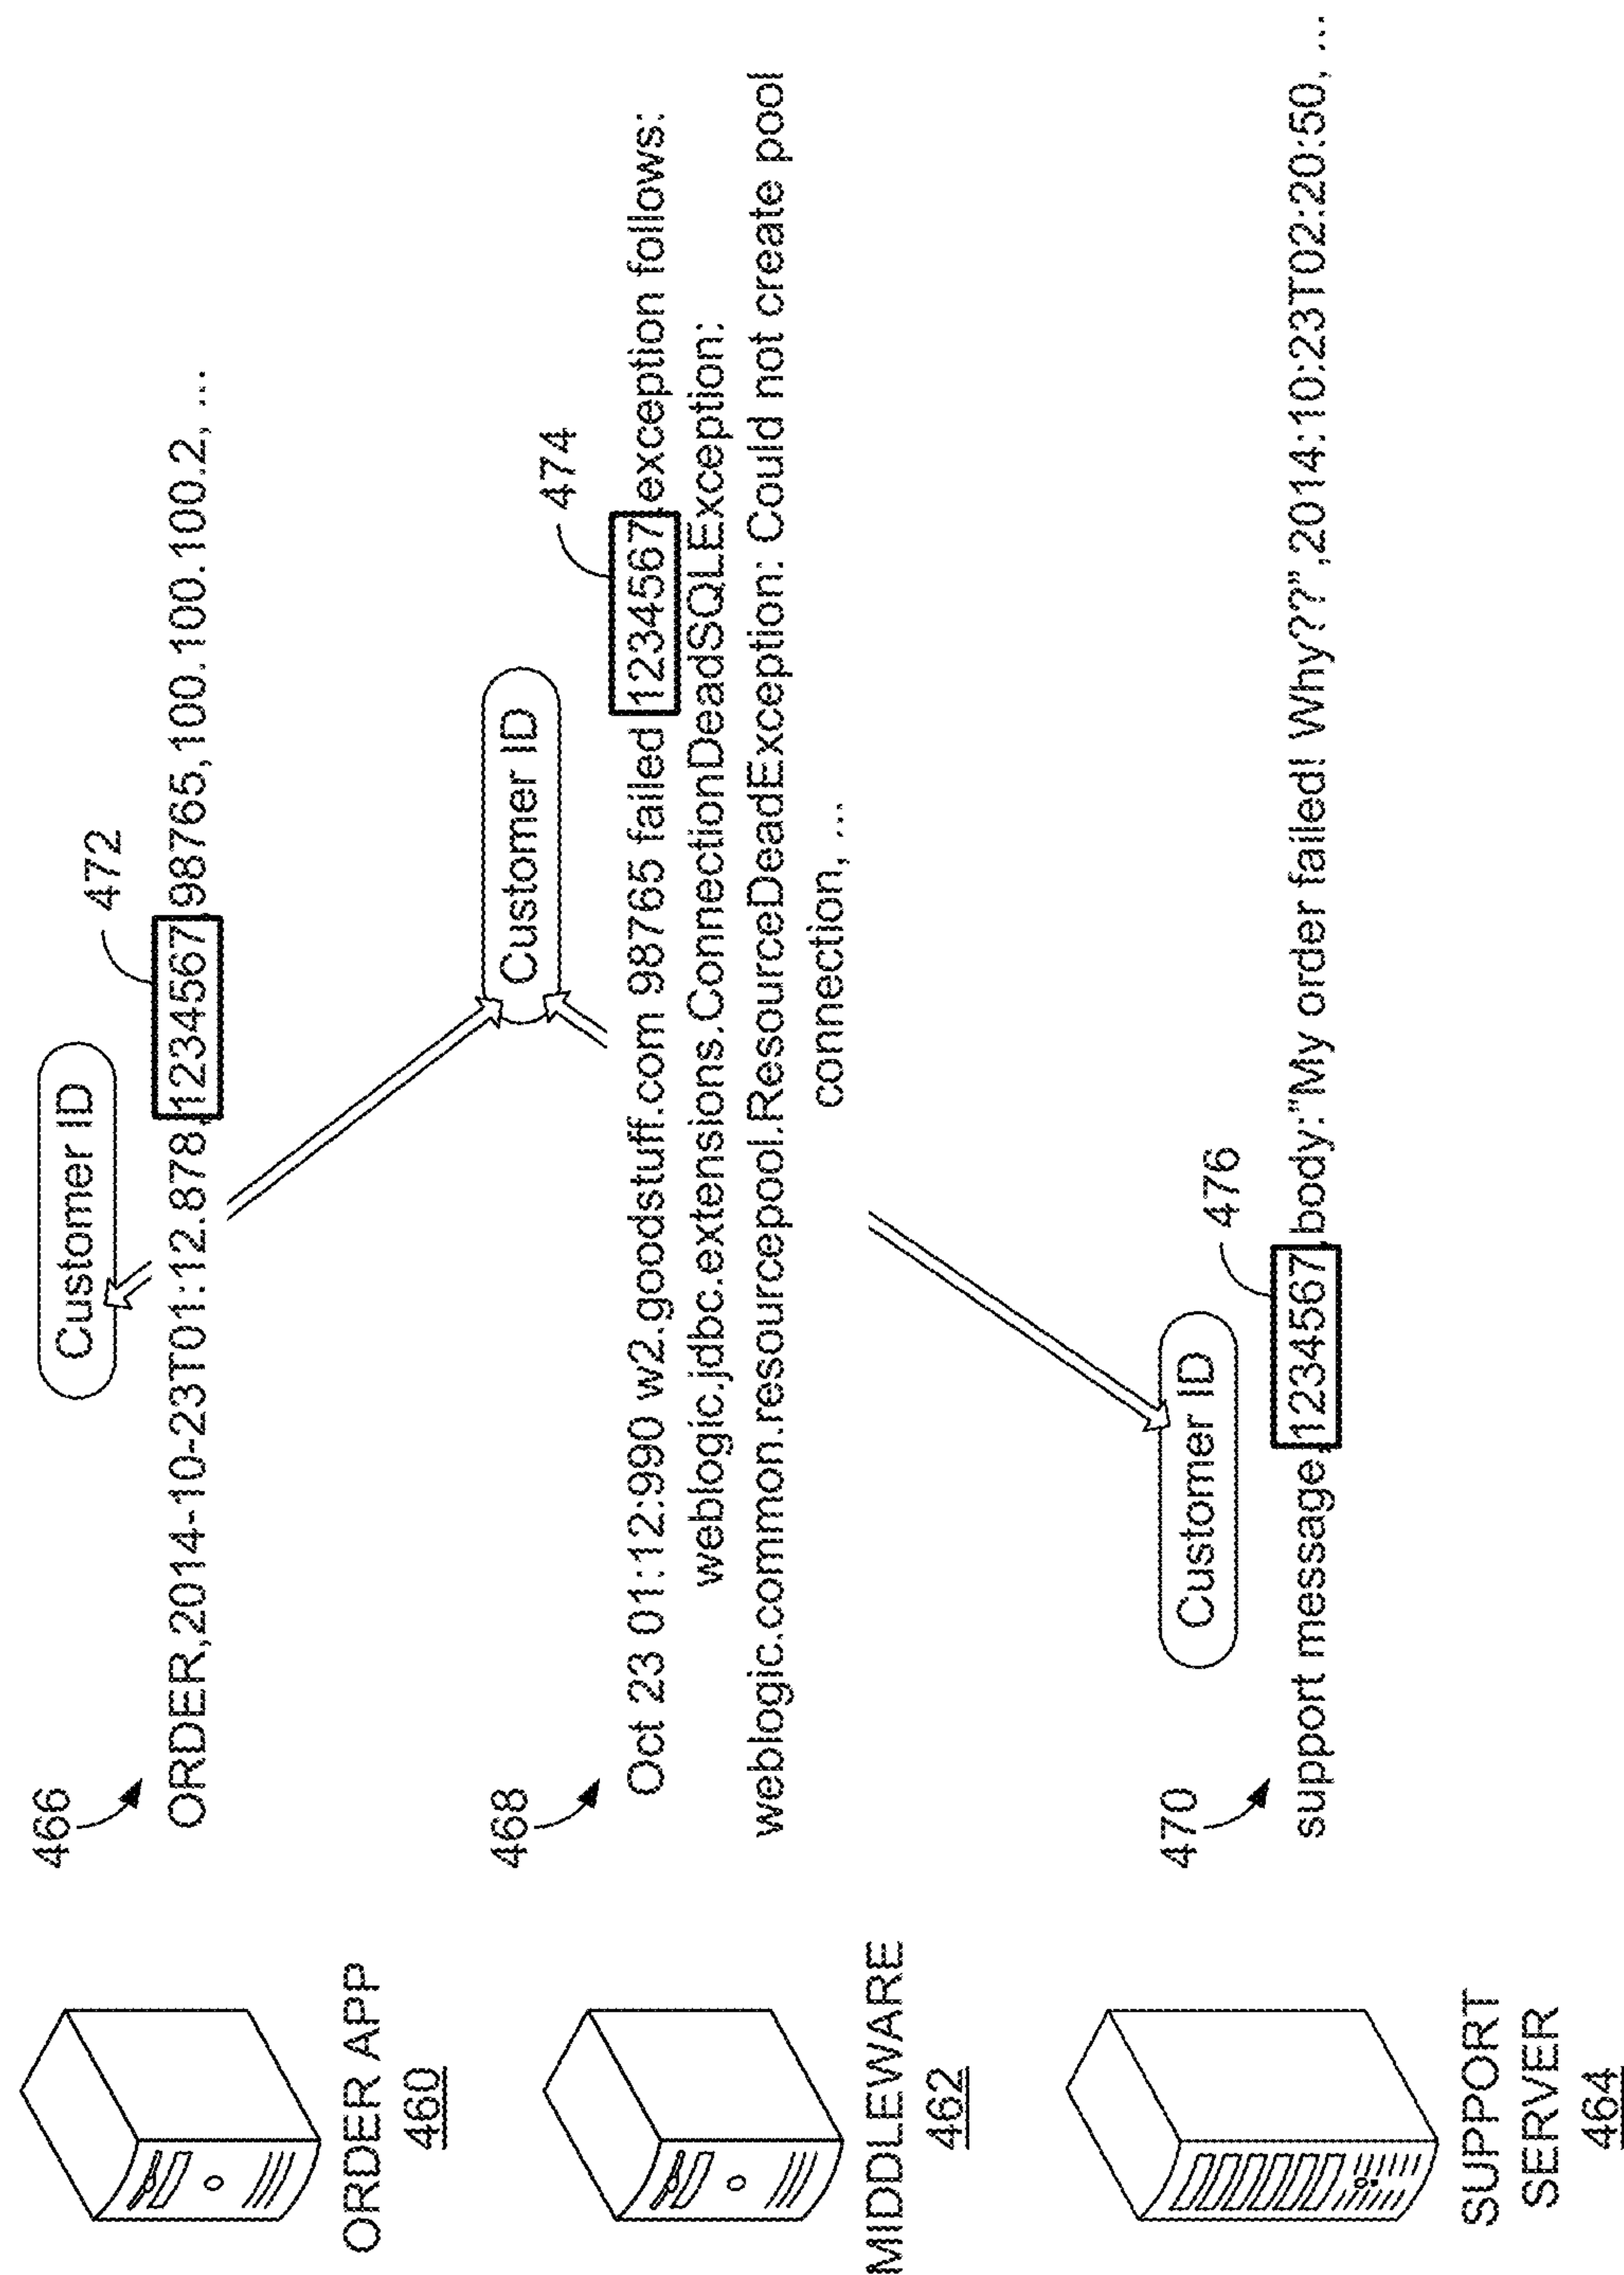 ORDER APP
460
466
Customer ID
472
ORDER,2014-10-23T01:12.878,1234567,98765,100.100.100.2, ...
MIDDLEWARE
462
468
Customer ID
474
Oct 23 01:12:990 w2.goodstuff.com 98765 failed 1234567,exception follows:
weblogic.jdbc.extensions.ConnectionDeadSQLException:
weblogic.common.resourcepool.ResourceDeadException: Could not create pool
connection, ...
SUPPORT
SERVER
464
470
Customer ID
476
support message,1234567,body:"My order failed! Why??",2014:10:23T02:20:50, ...